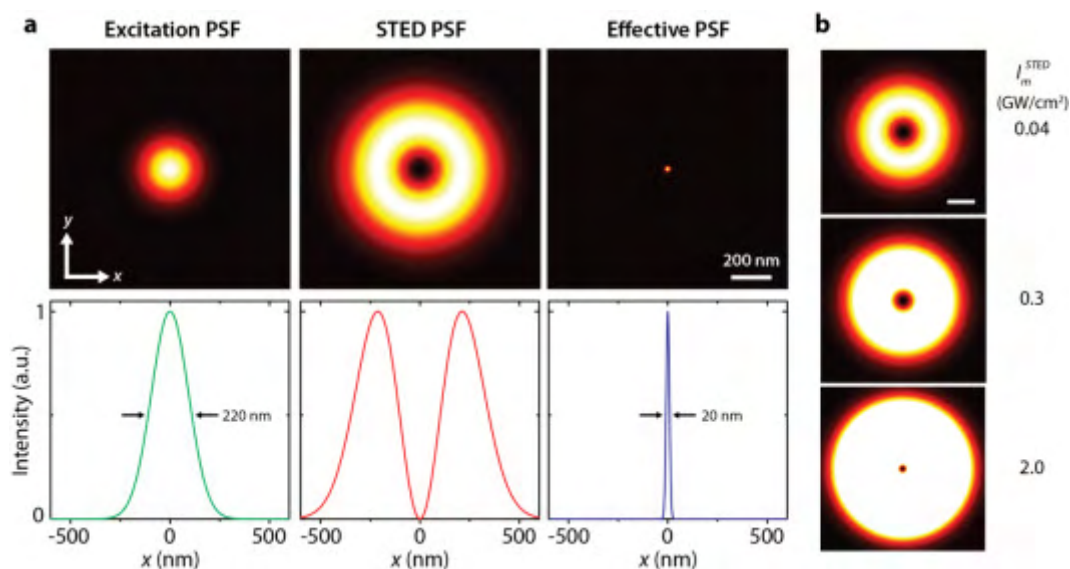 a
Excitation PSF
STED PSF
Effective PSF
y
x
200 nm
Intensity (a.u.)
1
0
220 nm
20 nm
-500 0 500
-500 0 500
-500 0 500
x (nm)
x (nm)
x (nm)
b
I_m^STED
(GW/cm²)
0.04
0.3
2.0